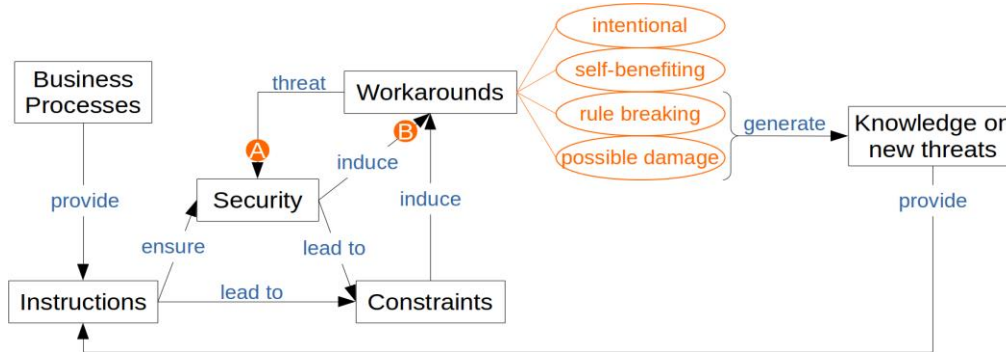 intentional
Business
Processes
threat
Workarounds
self-benefiting
rule breaking
generate
Knowledge on
new threats
A
B
induce
possible damage
provide
Security
induce
provide
ensure
lead to
Instructions
lead to
Constraints